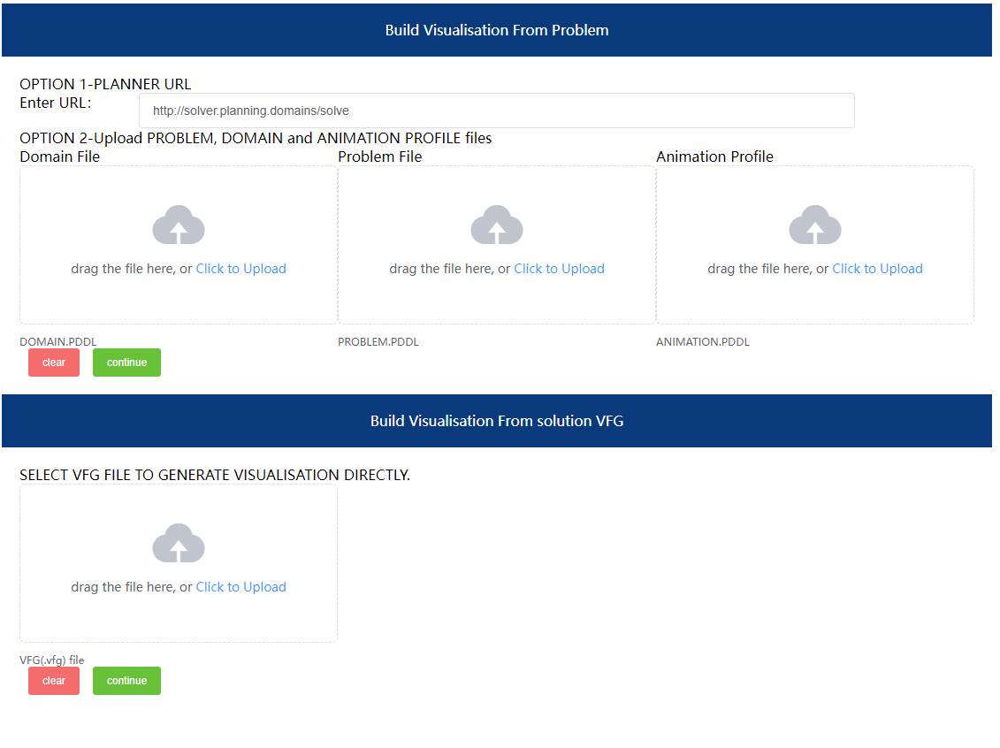 Build Visualisation From Problem
OPTION 1-PLANNER URL
Enter URL:
http://solver.planning.domains/solve
OPTION 2-Upload PROBLEM, DOMAIN and ANIMATION PROFILE files
Domain File
Problem File
Animation Profile
drag the file here, or Click to Upload
drag the file here, or Click to Upload
drag the file here, or Click to Upload
DOMAIN.PDDL
PROBLEM.PDDL
ANIMATION.PDDL
clear
continue
Build Visualisation From solution VFG
SELECT VFG FILE TO GENERATE VISUALISATION DIRECTLY.
drag the file here, or Click to Upload
VFG(.vfg) file
clear
continue